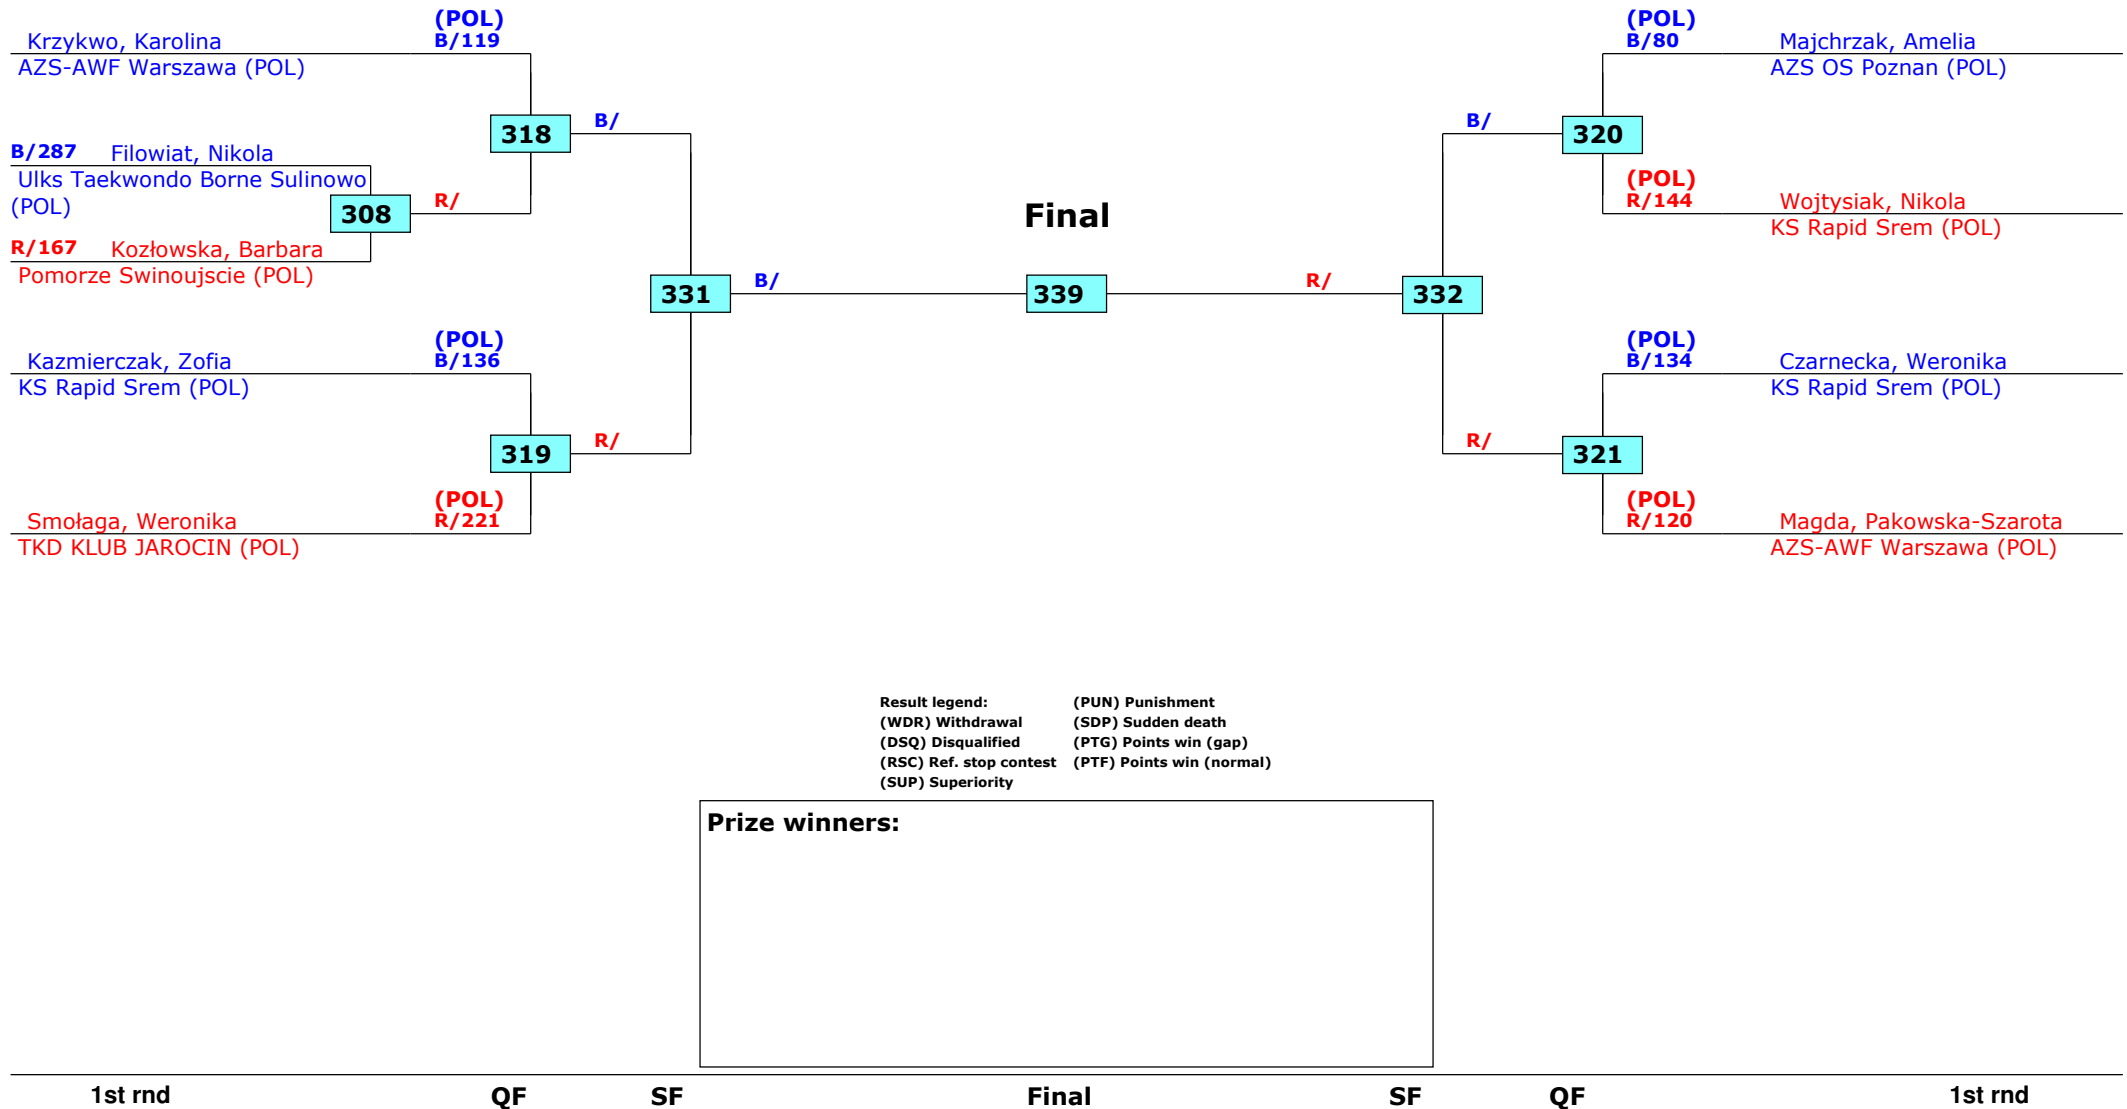 (POL)
Krzykwo, Karolina B/119
AZS-AWF Warszawa (POL)
318
B/
B/287 Filowiat, Nikola
Ulks Taekwondo Borne Sulinowo
(POL)
308
R/
R/167 Kozłowska, Barbara
Pomorze Swinoujscie (POL)
331
B/
(POL)
Kazmierczak, Zofia B/136
KS Rapid Srem (POL)
319
R/
(POL)
Smołaga, Weronika R/221
TKD KLUB JAROCIN (POL)
Final
339
(POL)
B/80 Majchrzak, Amelia
AZS OS Poznan (POL)
B/
320
(POL)
R/144 Wojtysiak, Nikola
KS Rapid Srem (POL)
R/
332
(POL)
B/134 Czarnecka, Weronika
KS Rapid Srem (POL)
R/
321
(POL)
R/120 Magda, Pakowska-Szarota
AZS-AWF Warszawa (POL)
Result legend: (PUN) Punishment
(WDR) Withdrawal (SDP) Sudden death
(DSQ) Disqualified (PTG) Points win (gap)
(RSC) Ref. stop contest (PTF) Points win (normal)
(SUP) Superiority
Prize winners:
1st rnd QF SF Final SF QF 1st rnd